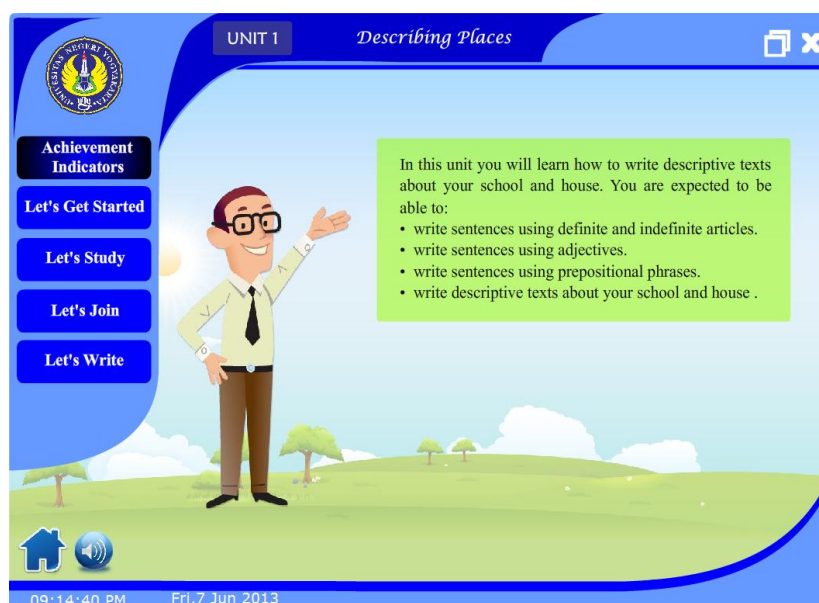 UNIT 1
Describing Places
UNIVERSITAS NEGERI YOGYAKARTA
Achievement
Indicators
Let's Get Started
Let's Study
Let's Join
Let's Write
In this unit you will learn how to write descriptive texts
about your school and house. You are expected to be
able to:
• write sentences using definite and indefinite articles.
• write sentences using adjectives.
• write sentences using prepositional phrases.
• write descriptive texts about your school and house .
09:14:40 PM
Fri,7 Jun 2013